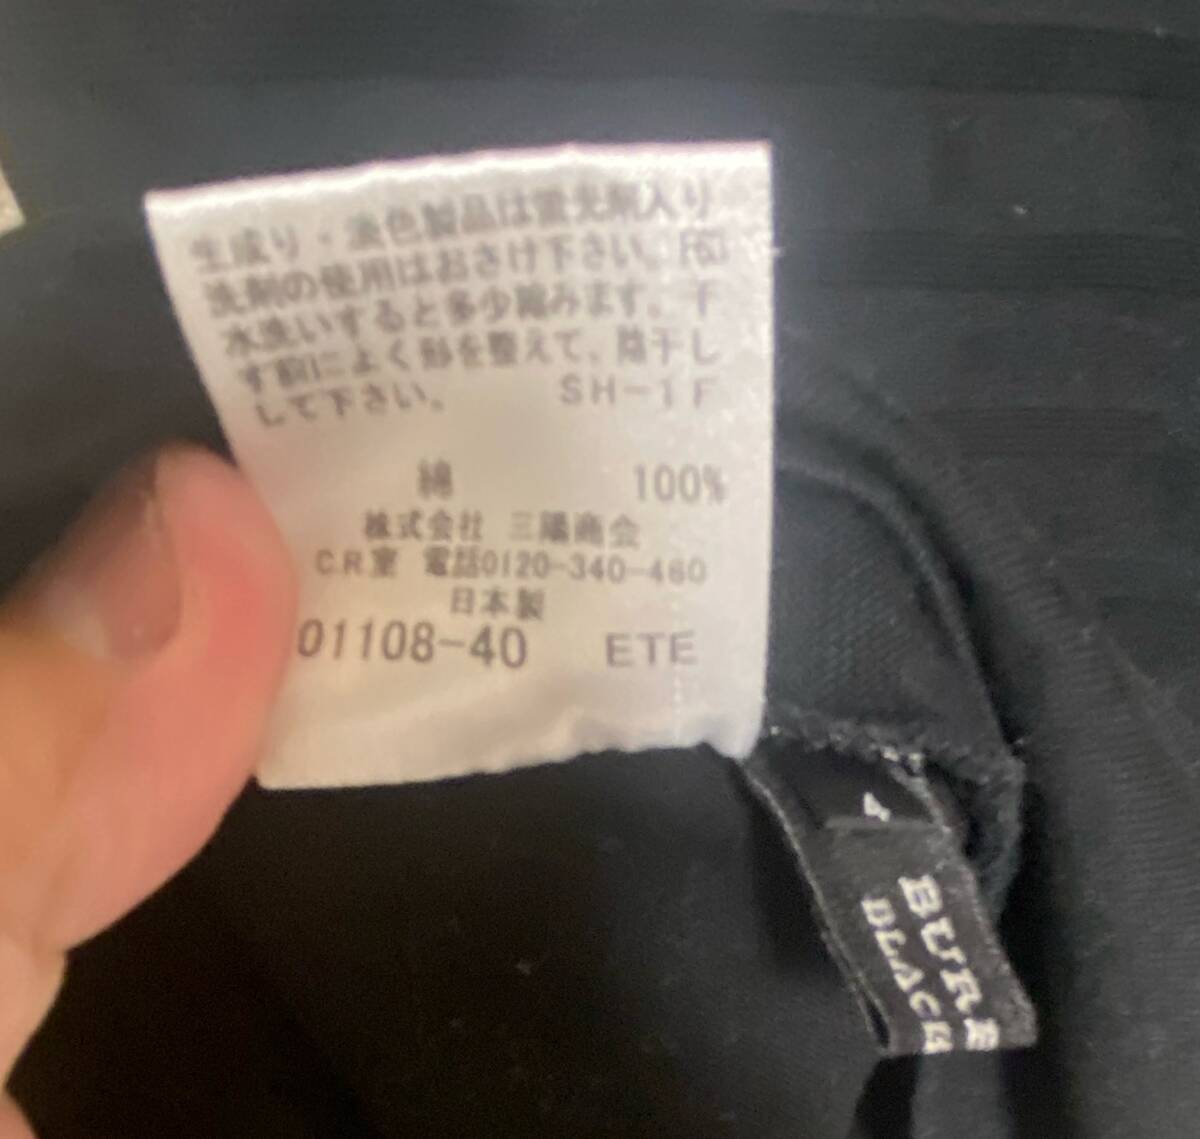 生成り・淡色製品は蛍光剤入り
洗剤の使用はおさけ下さい。
水洗いすると多少縮みます。干
す前によく形を整えて、陰干し
して下さい。 SH-1F
綿 100%
株式会社 三陽商会
C.R室 電話0120-340-460
日本製
01108-40 ETE
BURB
BLACK